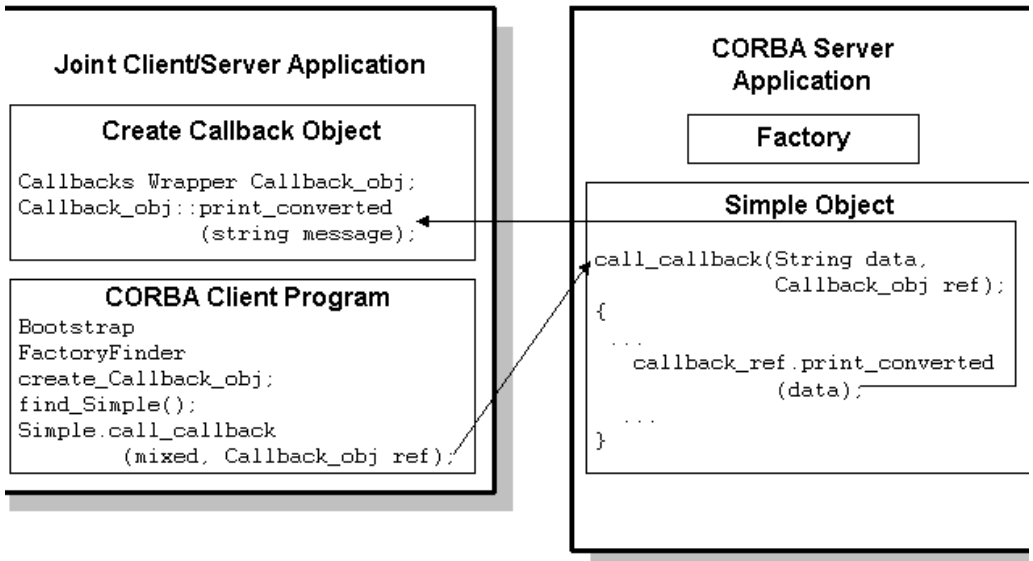 Joint Client/Server Application
Create Callback Object
Callbacks Wrapper Callback_obj;
Callback_obj::print_converted
(string message);
CORBA Client Program
Bootstrap
FactoryFinder
create_Callback_obj;
find_Simple();
Simple.call_callback
(mixed, Callback_obj ref);
CORBA Server
Application
Factory
Simple Object
call_callback(String data,
Callback_obj ref);
{
...
callback_ref.print_converted
(data);
...
}